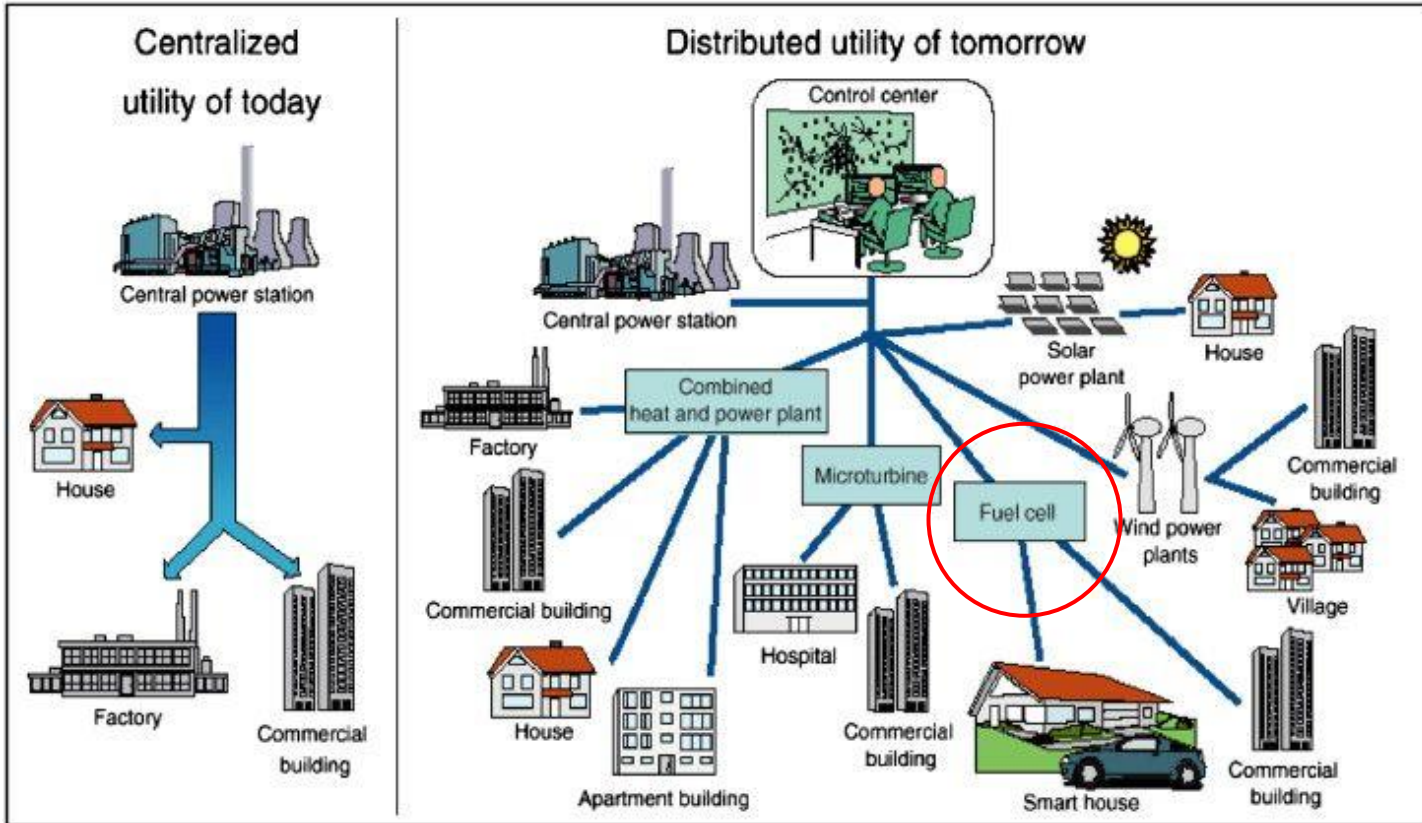 Centralized
utility of today
Central power station
House
Factory
Commercial
building
Distributed utility of tomorrow
Control center
Central power station
Solar
power plant
House
Combined
heat and power plant
Factory
Microturbine
Fuel cell
Wind power
plants
Commercial
building
Village
Commercial building
Hospital
House
Apartment building
Commercial
building
Smart house
Commercial
building